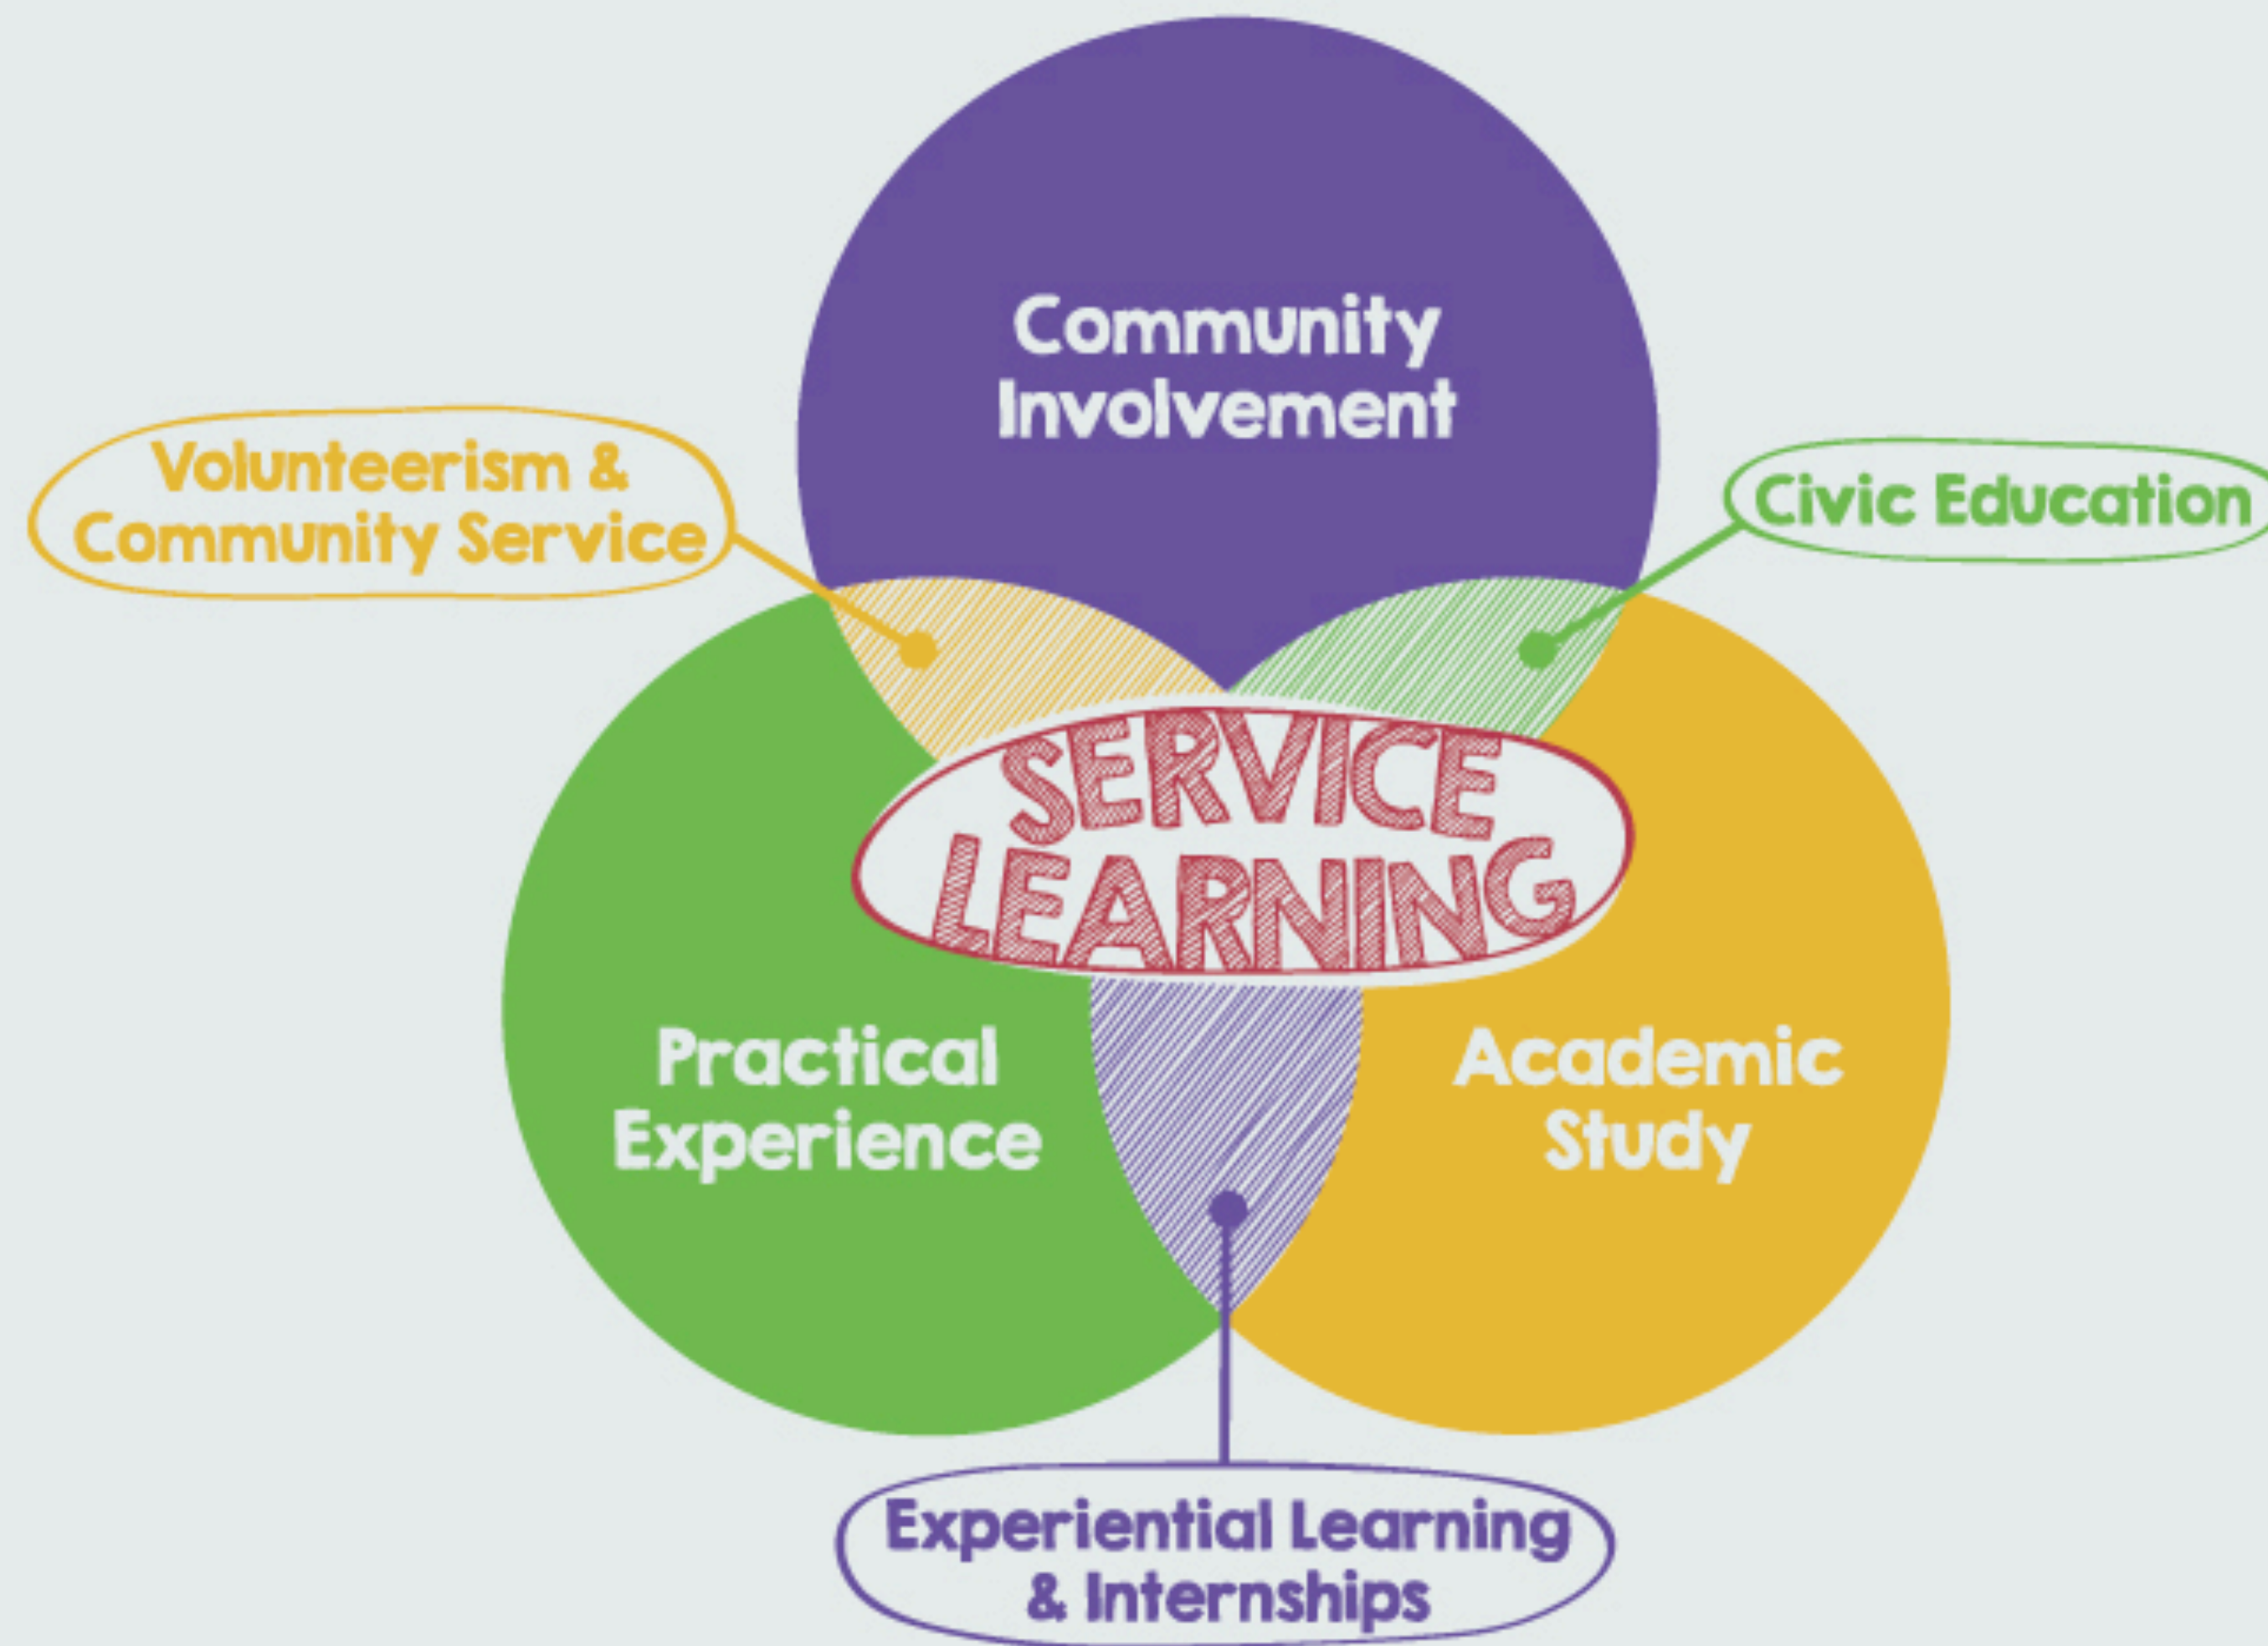 Community
Involvement
Volunteerism &
Community Service
Civic Education
SERVICE
LEARNING
Practical
Experience
Academic
Study
Experiential Learning
& Internships